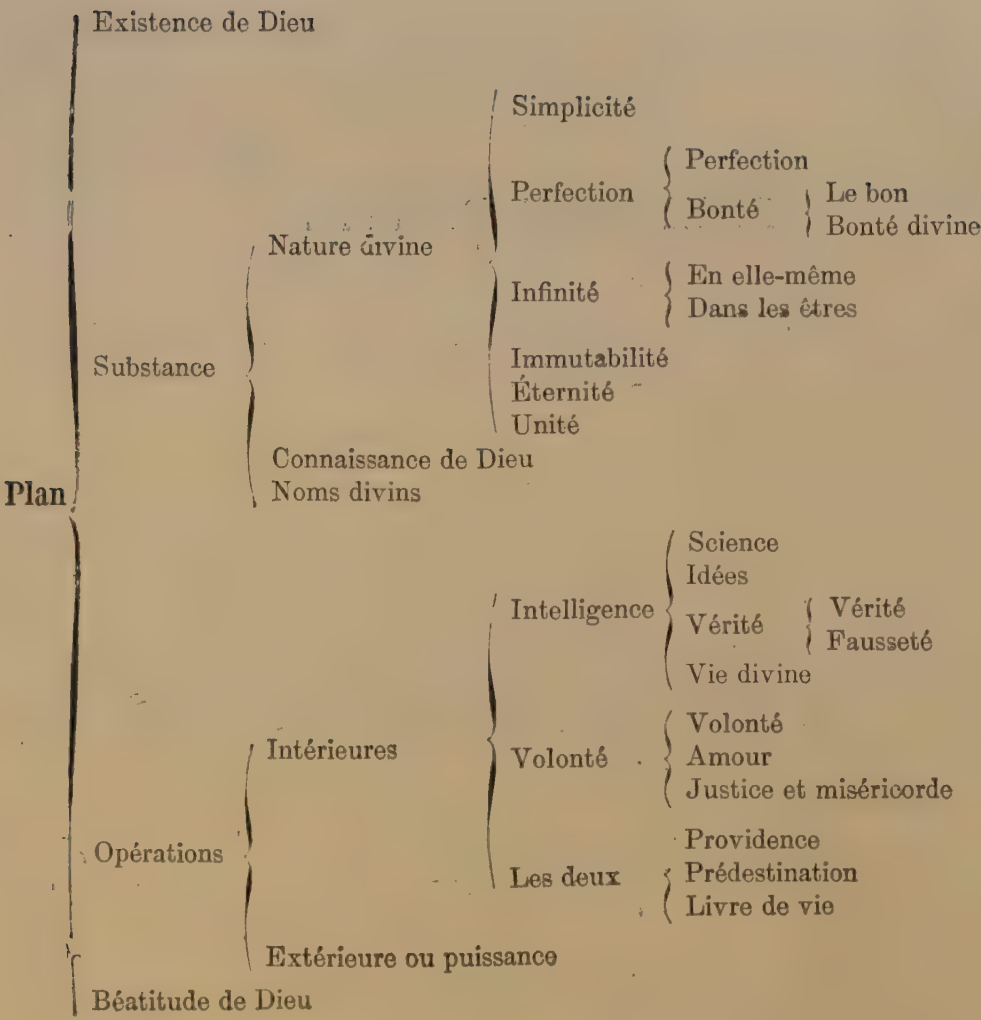 Existence de Dieu
Simplicité
Perfection
Perfection
Bonté
Le bon
Bonté divine
Nature divine
Infinité
En elle-même
Dans les êtres
Substance
Immutabilité
Éternité
Unité
Connaissance de Dieu
Noms divins
Plan
Science
Idées
Intelligence
Vérité
Vérité
Fausseté
Vie divine
Intérieures
Volonté
Volonté
Amour
Justice et miséricorde
Opérations
Les deux
Providence
Prédestination
Livre de vie
Extérieure ou puissance
Béatitude de Dieu